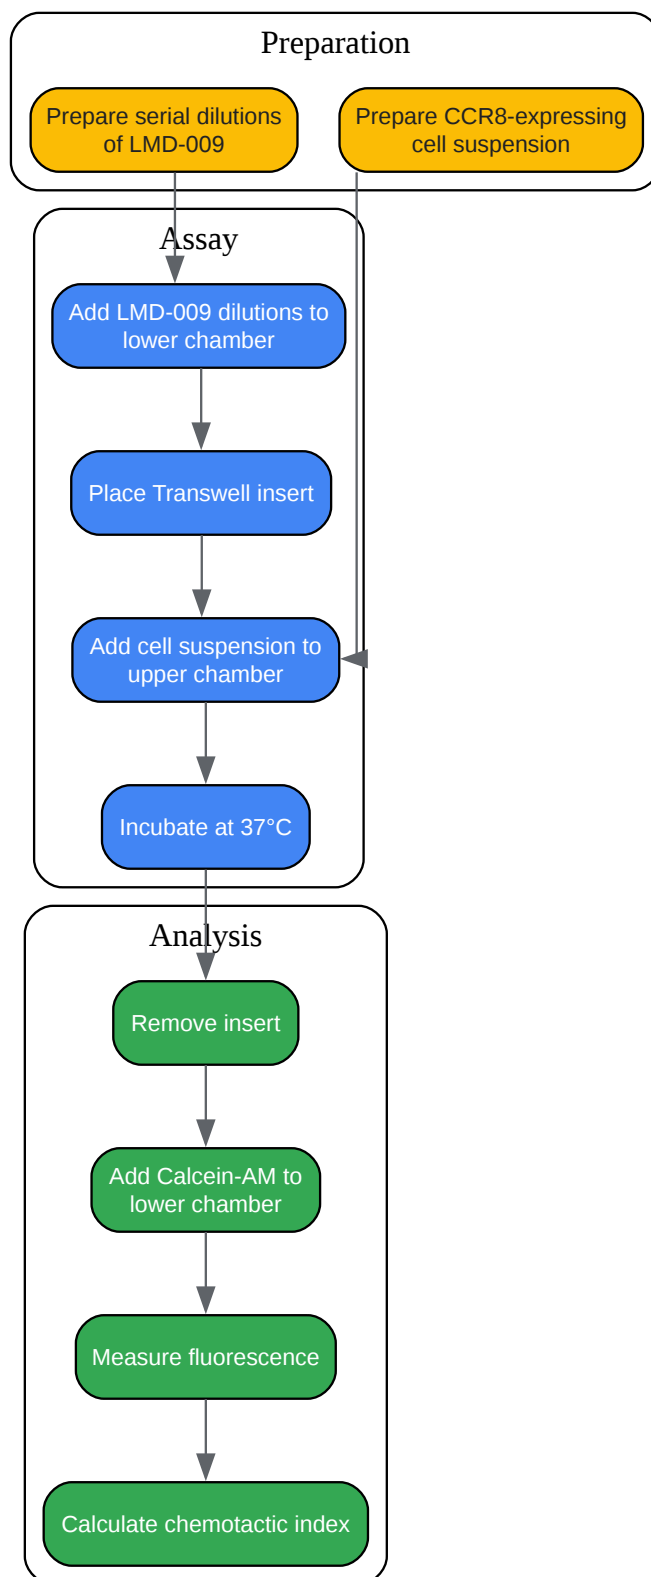 Preparation
Prepare serial dilutions
of LMD-009
Prepare CCR8-expressing
cell suspension
Assay
Add LMD-009 dilutions to
lower chamber
Place Transwell insert
Add cell suspension to
upper chamber
Incubate at 37°C
Analysis
Remove insert
Add Calcein-AM to
lower chamber
Measure fluorescence
Calculate chemotactic index